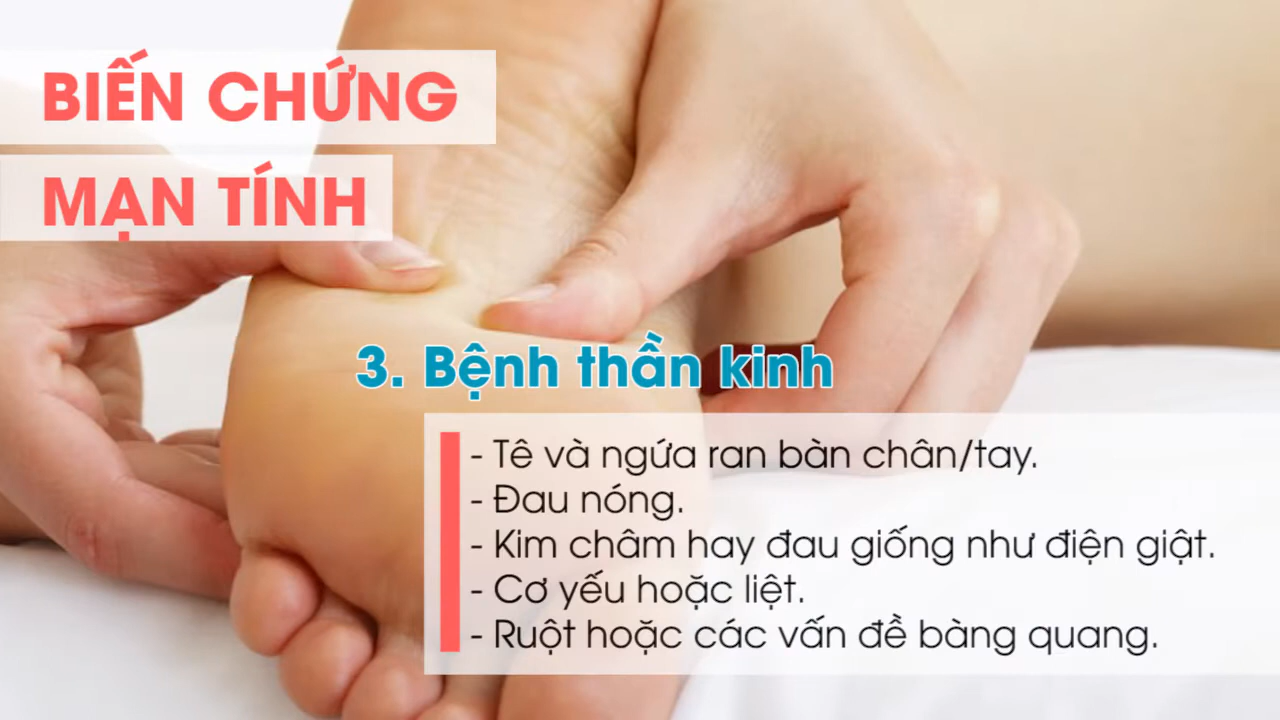 BIẾN CHỨNG
MẠN TÍNH
3. Bệnh thần kinh
- Tê và ngứa ran bàn chân/tay.
- Đau nóng.
- Kim châm hay đau giống như điện giật.
- Cơ yếu hoặc liệt.
- Ruột hoặc các vấn đề bàng quang.